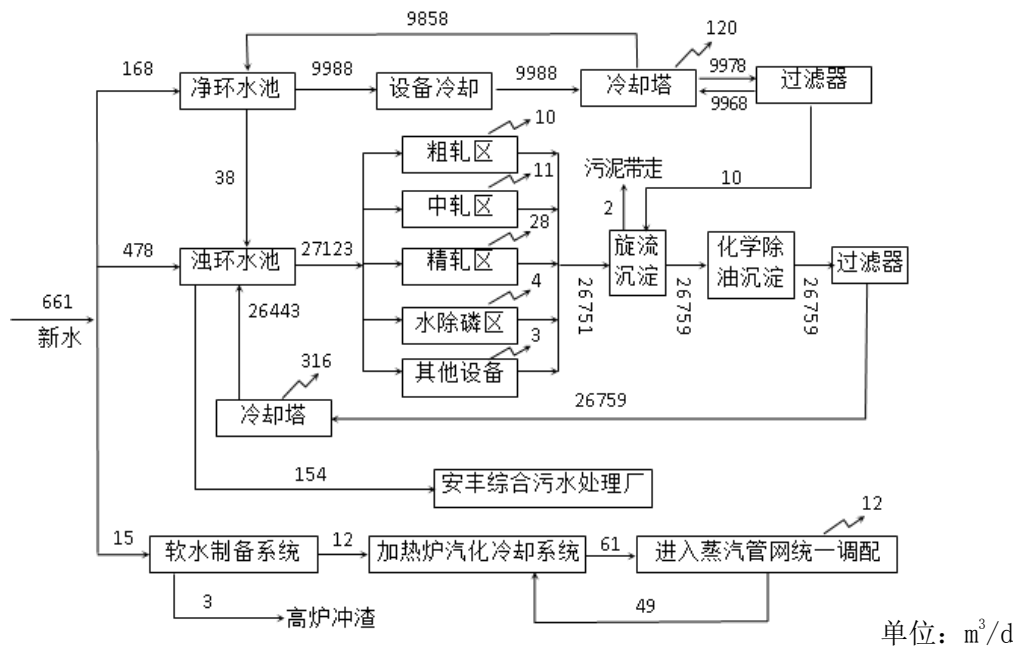 9858
120
168
净环水池
9988
设备冷却
9988
冷却塔
9978
9968
过滤器
38
10
粗轧区
11
中轧区
28
精轧区
4
水除磷区
3
其他设备
污泥带走
2
10
478
浊环水池
27123
26751
旋流
沉淀
26759
化学除
油沉淀
26759
过滤器
661
新水
26443
316
冷却塔
26759
154
安丰综合污水处理厂
15
软水制备系统
12
加热炉汽化冷却系统
61
进入蒸汽管网统一调配
12
3
高炉冲渣
49
单位：m³/d